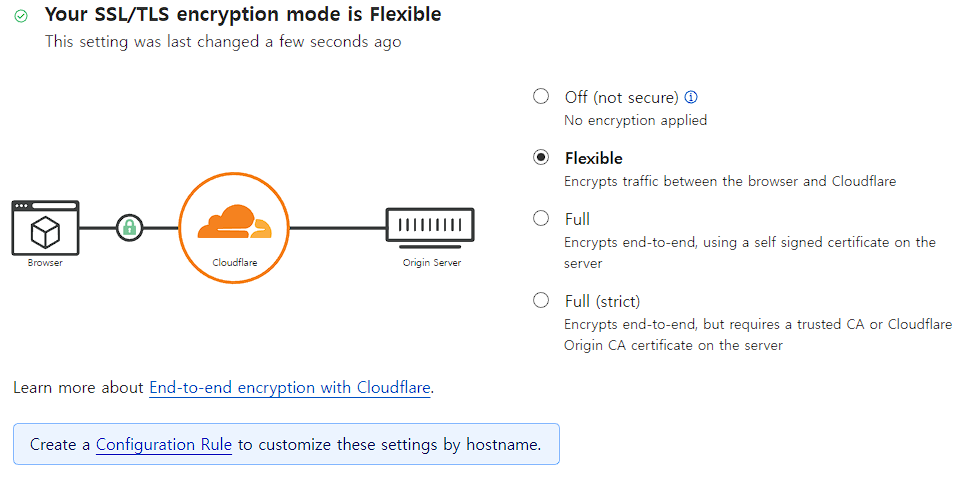 Your SSL/TLS encryption mode is Flexible
This setting was last changed a few seconds ago
Off (not secure)
No encryption applied
Flexible
Encrypts traffic between the browser and Cloudflare
Full
Encrypts end-to-end, using a self signed certificate on the
server
Full (strict)
Encrypts end-to-end, but requires a trusted CA or Cloudflare
Origin CA certificate on the server
Browser
Cloudflare
Origin Server
Learn more about End-to-end encryption with Cloudflare.
Create a Configuration Rule to customize these settings by hostname.